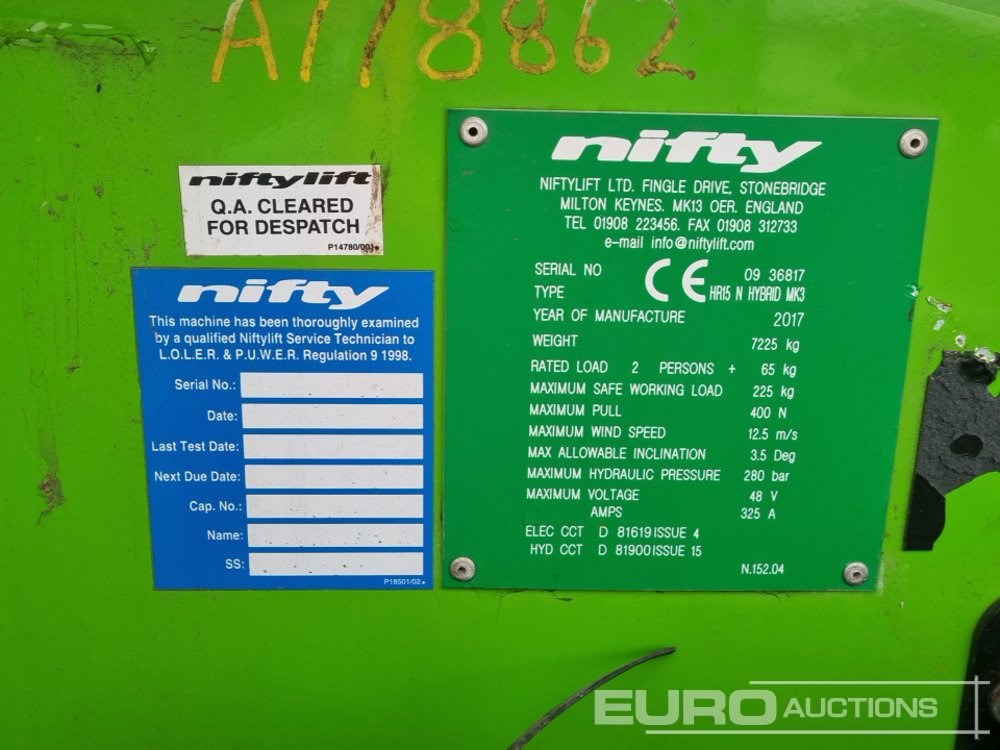 A178862
niftylift
Q.A. CLEARED
FOR DESPATCH
P14780/001
nifty
This machine has been thoroughly examined
by a qualified Niftylift Service Technician to
L.O.L.E.R. & P.U.W.E.R. Regulation 9 1998.
Serial No.:
Date:
Last Test Date:
Next Due Date:
Cap. No.:
Name:
SS:
P18501/02
nifty
NIFTYLIFT LTD. FINGLE DRIVE, STONEBRIDGE
MILTON KEYNES. MK13 OER. ENGLAND
TEL 01908 223456. FAX 01908 312733
e-mail info@niftylift.com
SERIAL NO CE 09 36817
TYPE HR15 N HYBRID MK3
YEAR OF MANUFACTURE 2017
WEIGHT 7225 kg
RATED LOAD 2 PERSONS + 65 kg
MAXIMUM SAFE WORKING LOAD 225 kg
MAXIMUM PULL 400 N
MAXIMUM WIND SPEED 12.5 m/s
MAX ALLOWABLE INCLINATION 3.5 Deg
MAXIMUM HYDRAULIC PRESSURE 280 bar
MAXIMUM VOLTAGE 48 V
AMPS 325 A
ELEC CCT D 81619 ISSUE 4
HYD CCT D 81900 ISSUE 15
N.152.04
EURO AUCTIONS